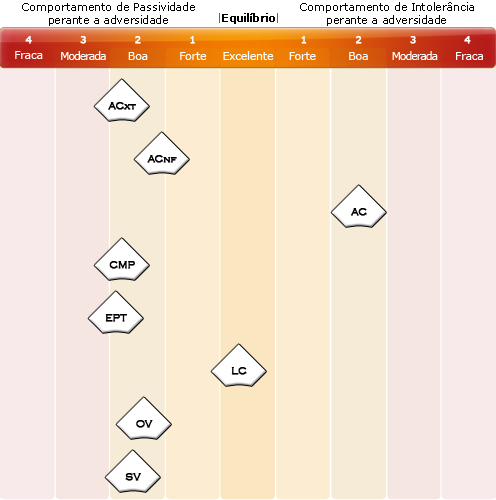 Comportamento de Passividade
perante a adversidade
|Equilíbrio|
Comportamento de Intolerância
perante a adversidade
4 3 2 1 1 2 3 4
Fraca Moderada Boa Forte Excelente Forte Boa Moderada Fraca
ACXT
ACNF
AC
CMP
EPT
LC
OV
SV